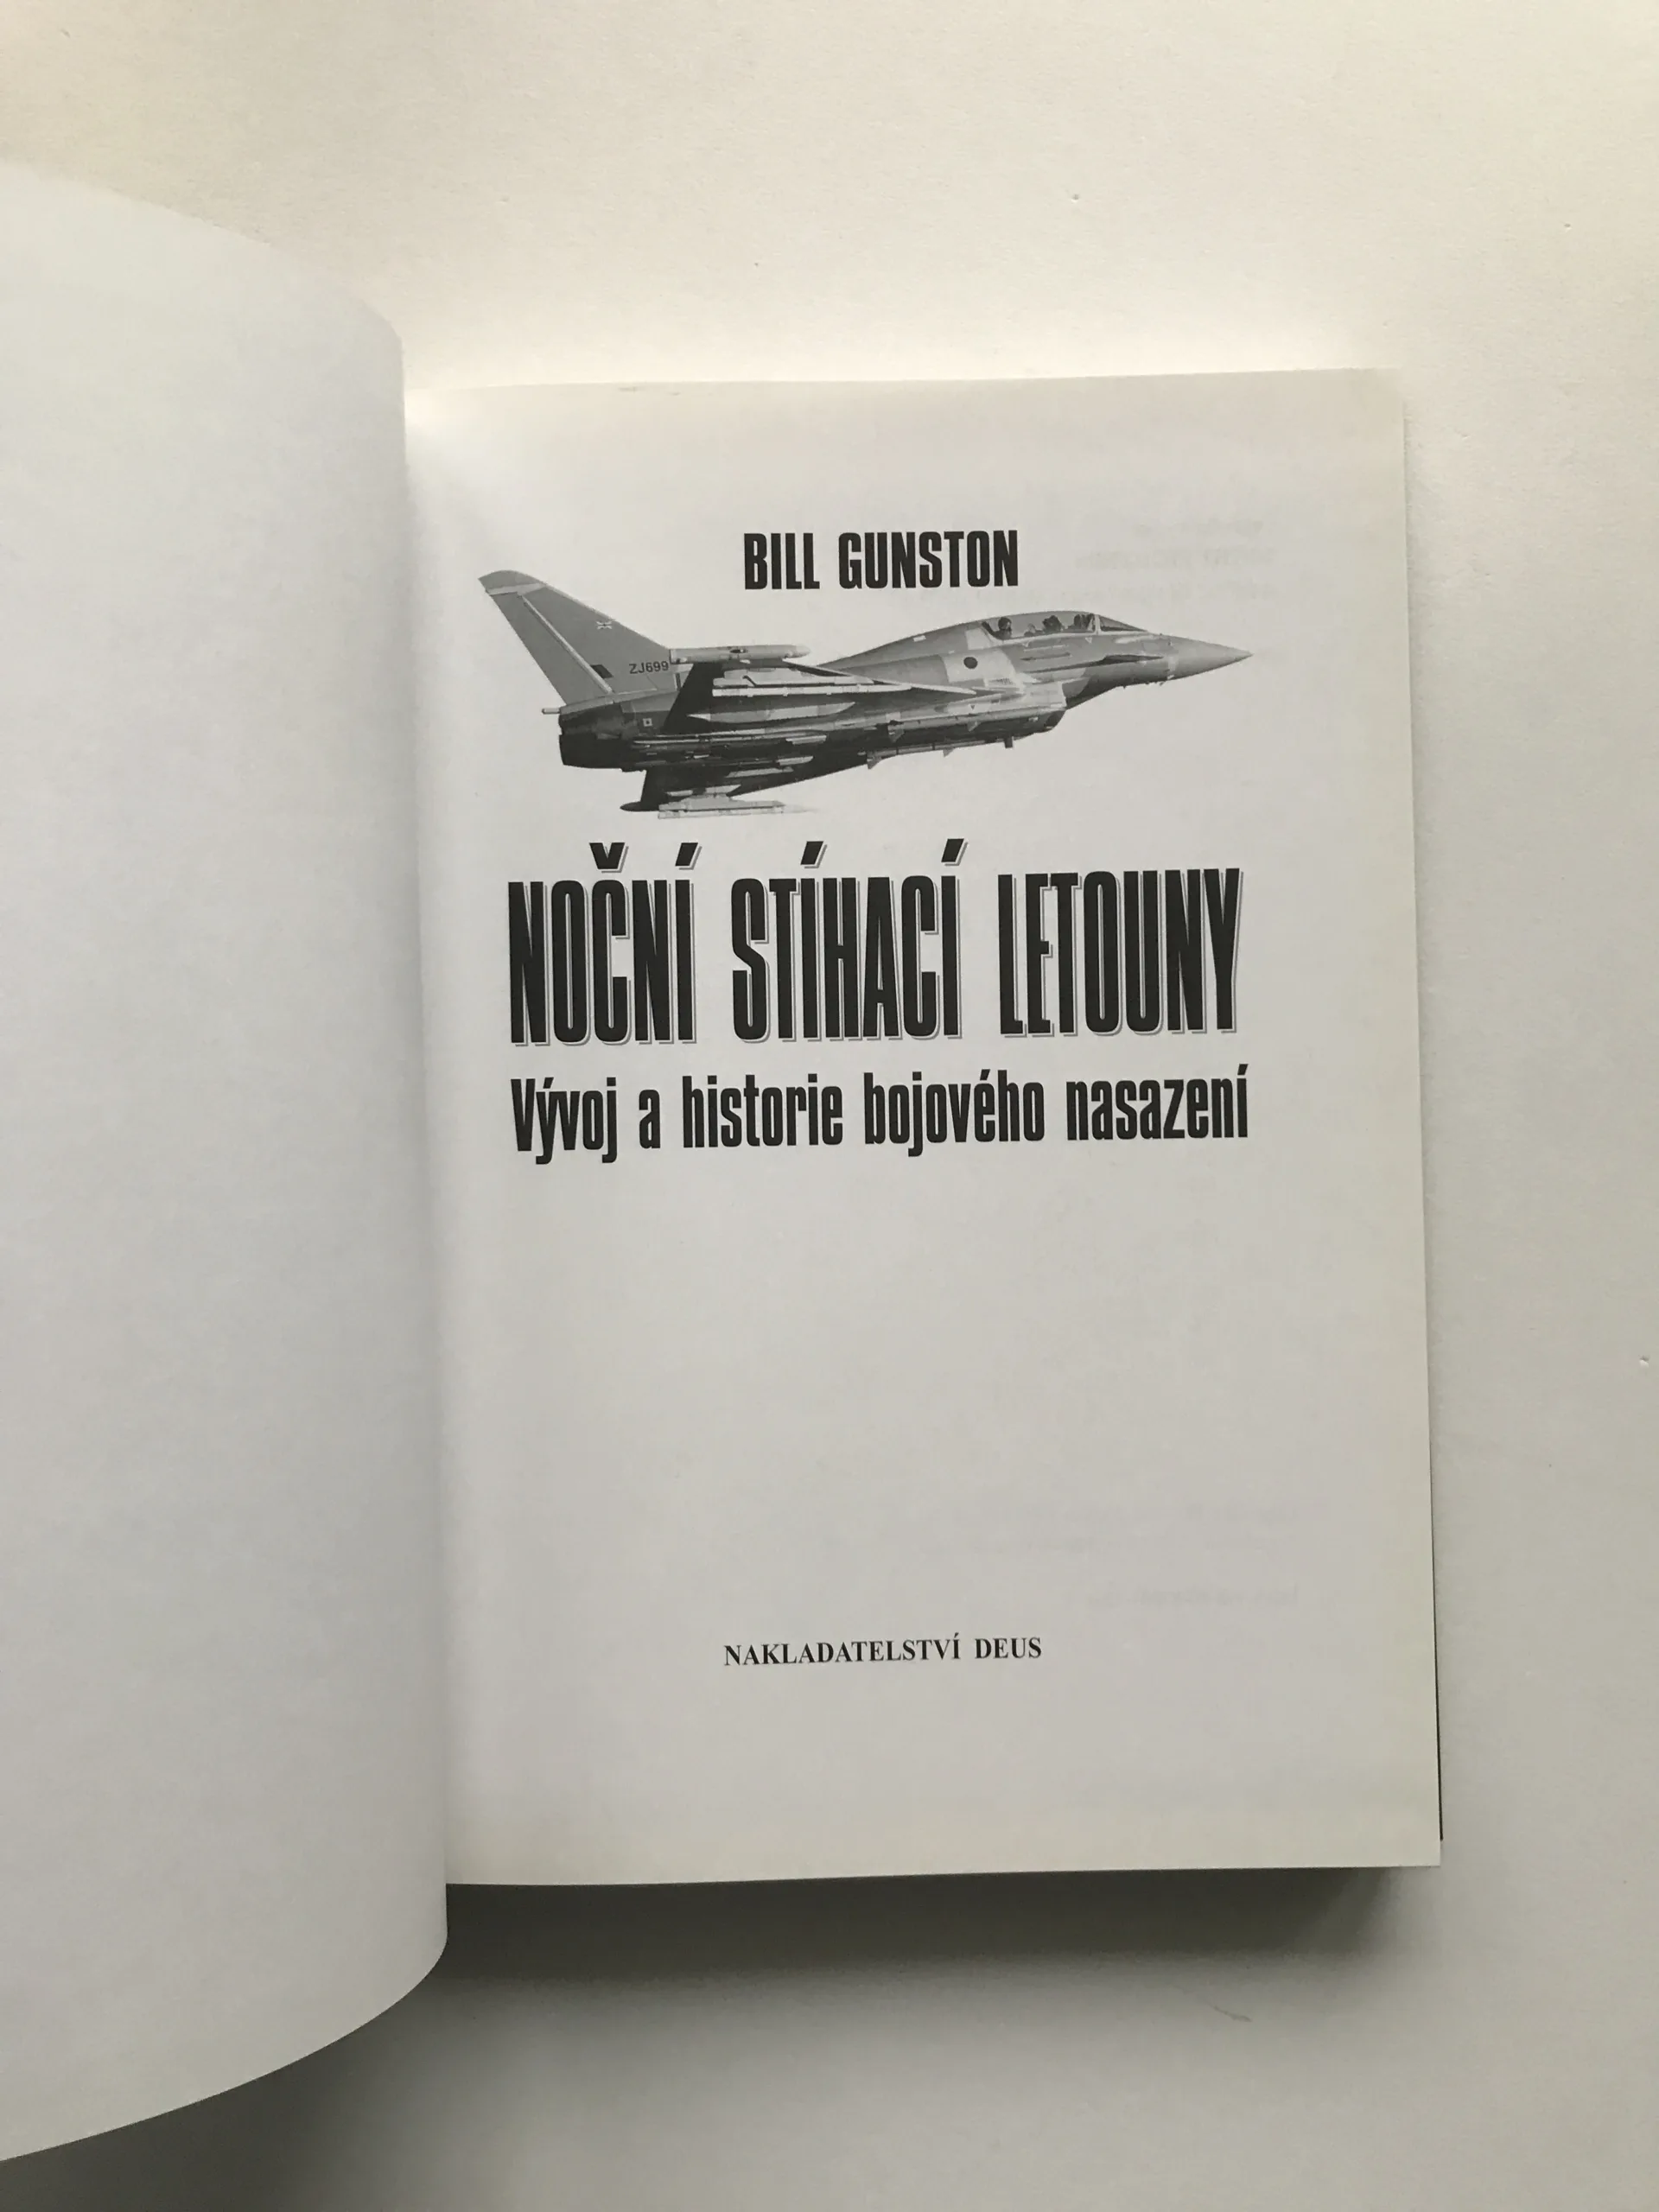 BILL GUNSTON
ZJ699
NOČNÍ STÍHACÍ LETOUNY
Vývoj a historie bojového nasazení
NAKLADATELSTVÍ DEUS